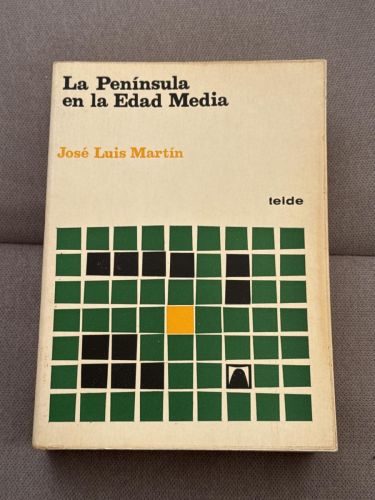 La Península
en la Edad Media
José Luis Martín
teide